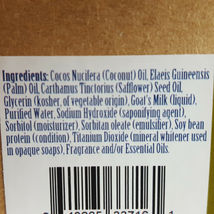 Ingredients: Cocos Nucifera (Coconut) Oil, Elaeis Guineensis
(Palm) Oil, Carthamus Tinctorius (Safflower) Seed Oil,
Glycerin (kosher, of vegetable origin), Goat's Milk (liquid),
Purified Water, Sodium Hydroxide (saponifying agent),
Sorbitol (moisturizer), Sorbitan oleate (emulsifier), Soy bean
protein (condition), Titanium Dioxide (mineral whitener used
in opaque soaps), Fragrance and/or Essential Oils.